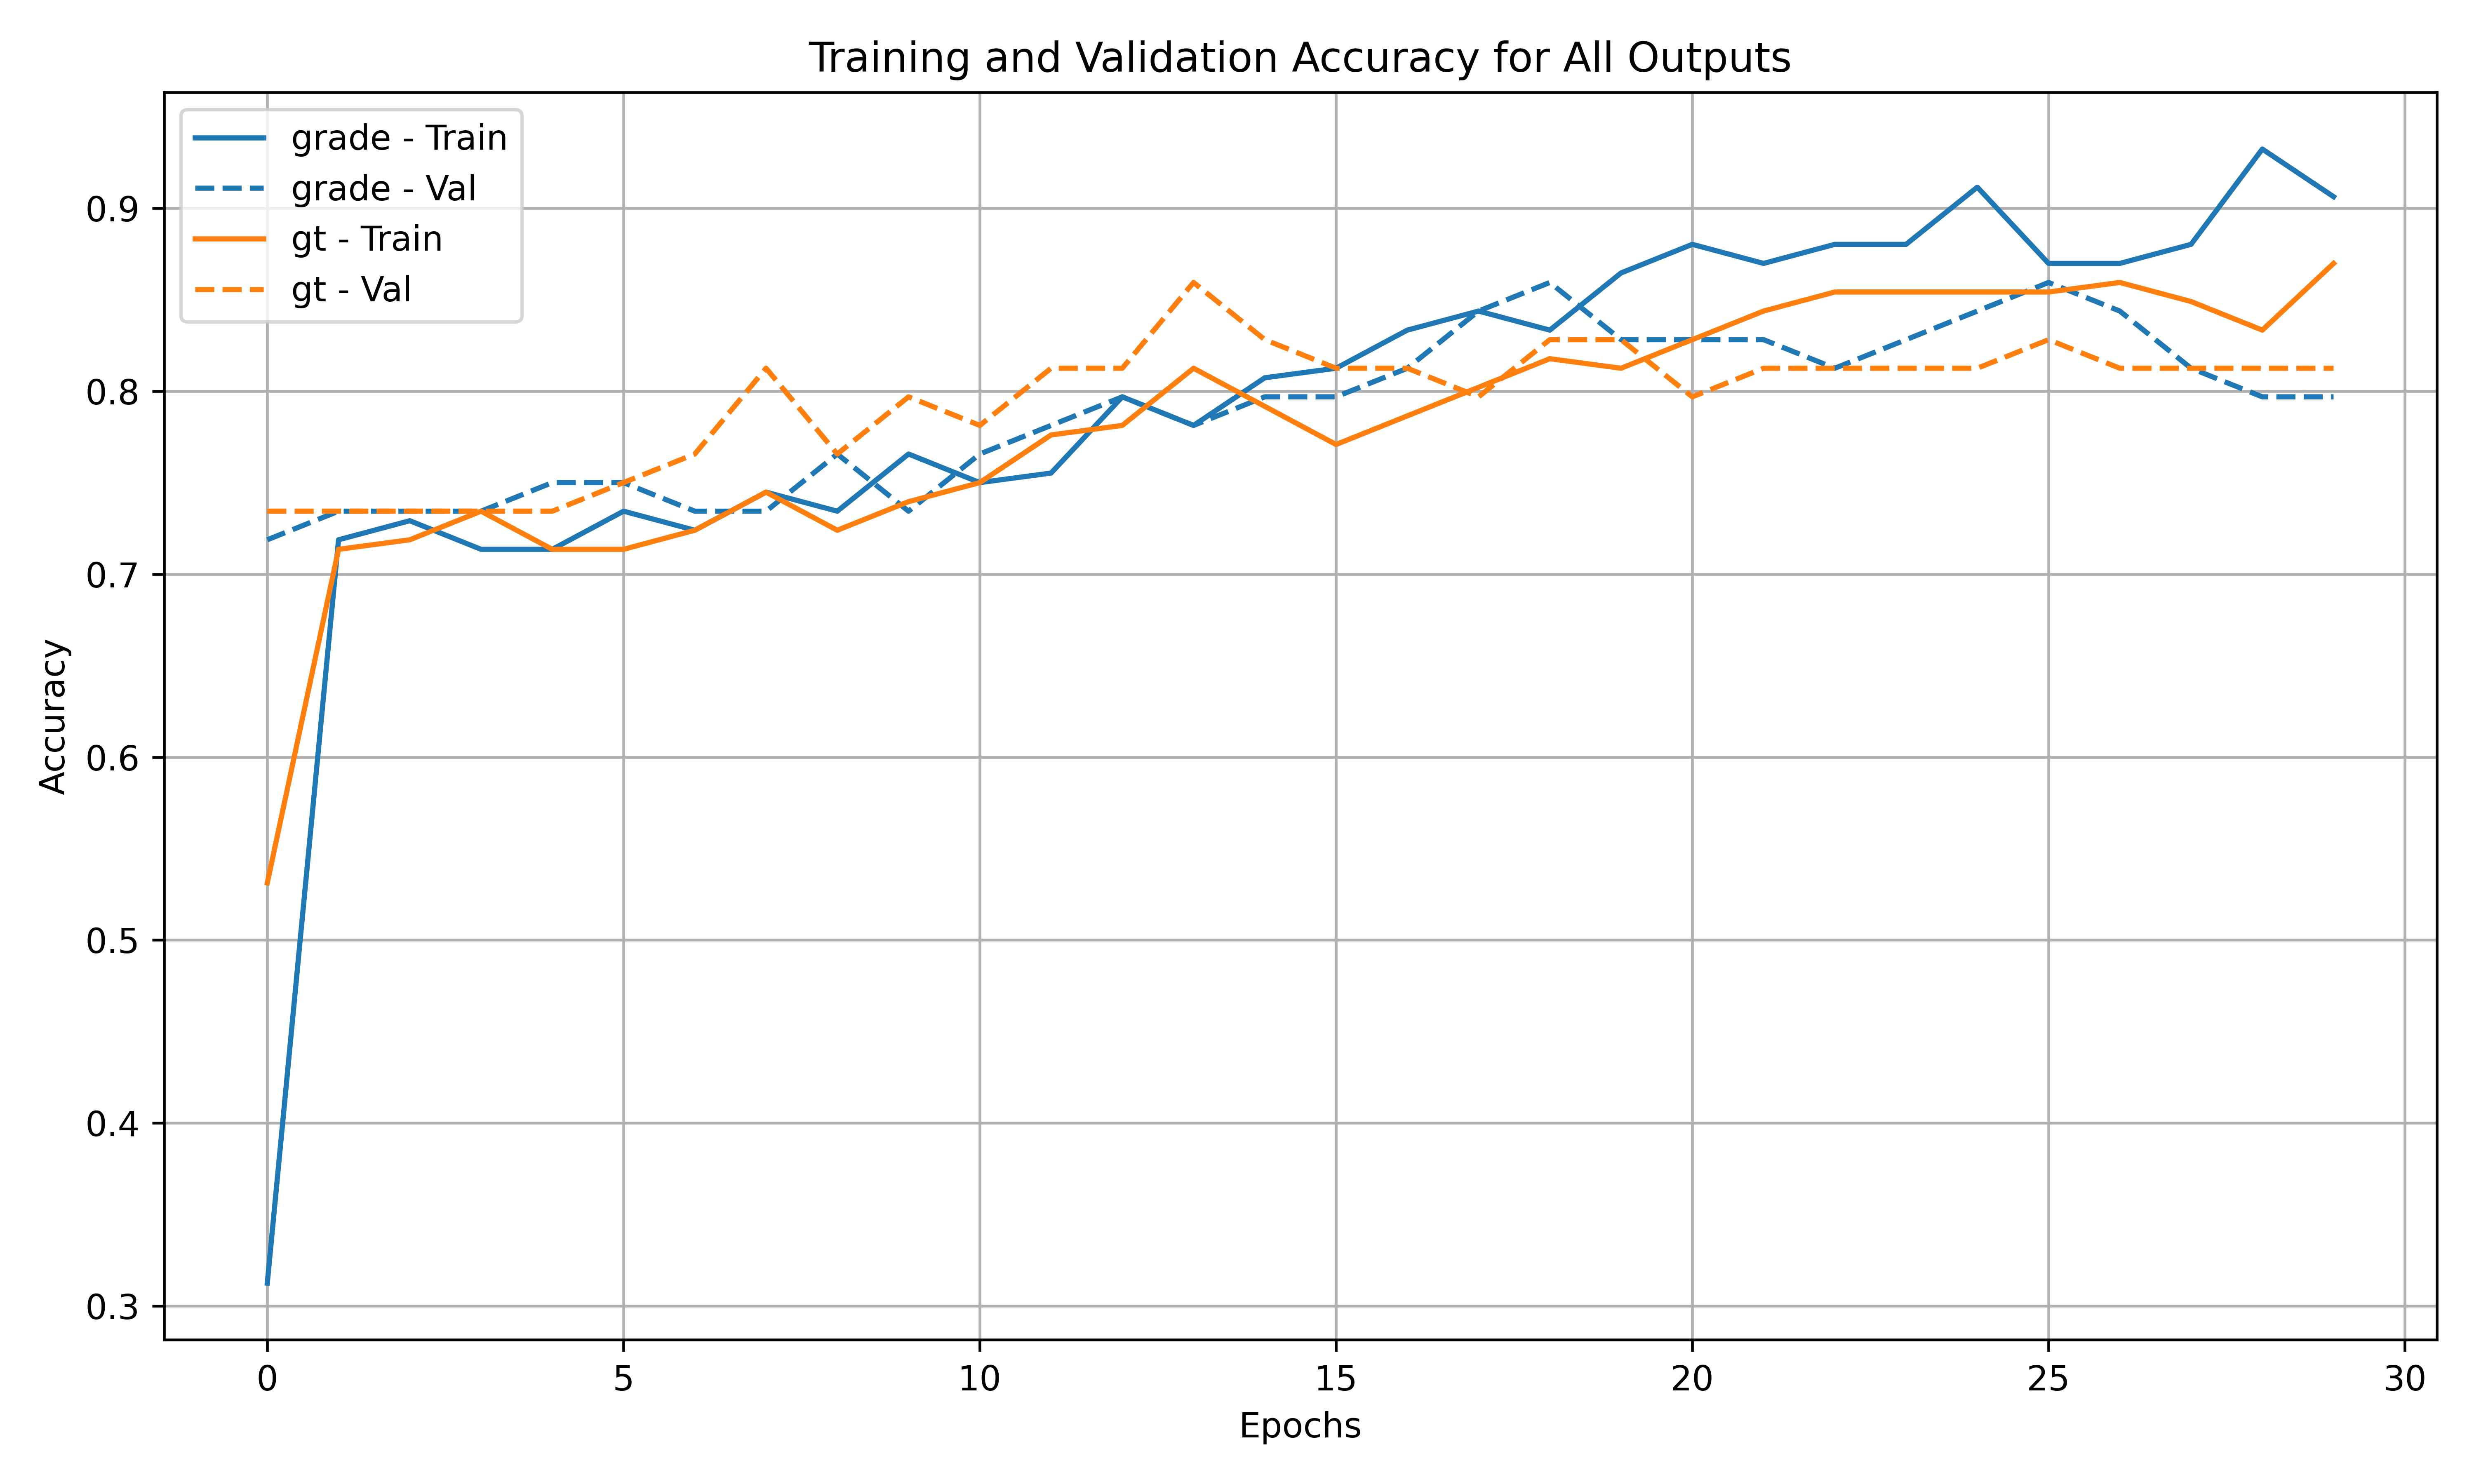 Training and Validation Accuracy for All Outputs
grade - Train
grade - Val
gt - Train
gt - Val
Accuracy
0.9
0.8
0.7
0.6
0.5
0.4
0.3
0 5 10 15 20 25 30
Epochs